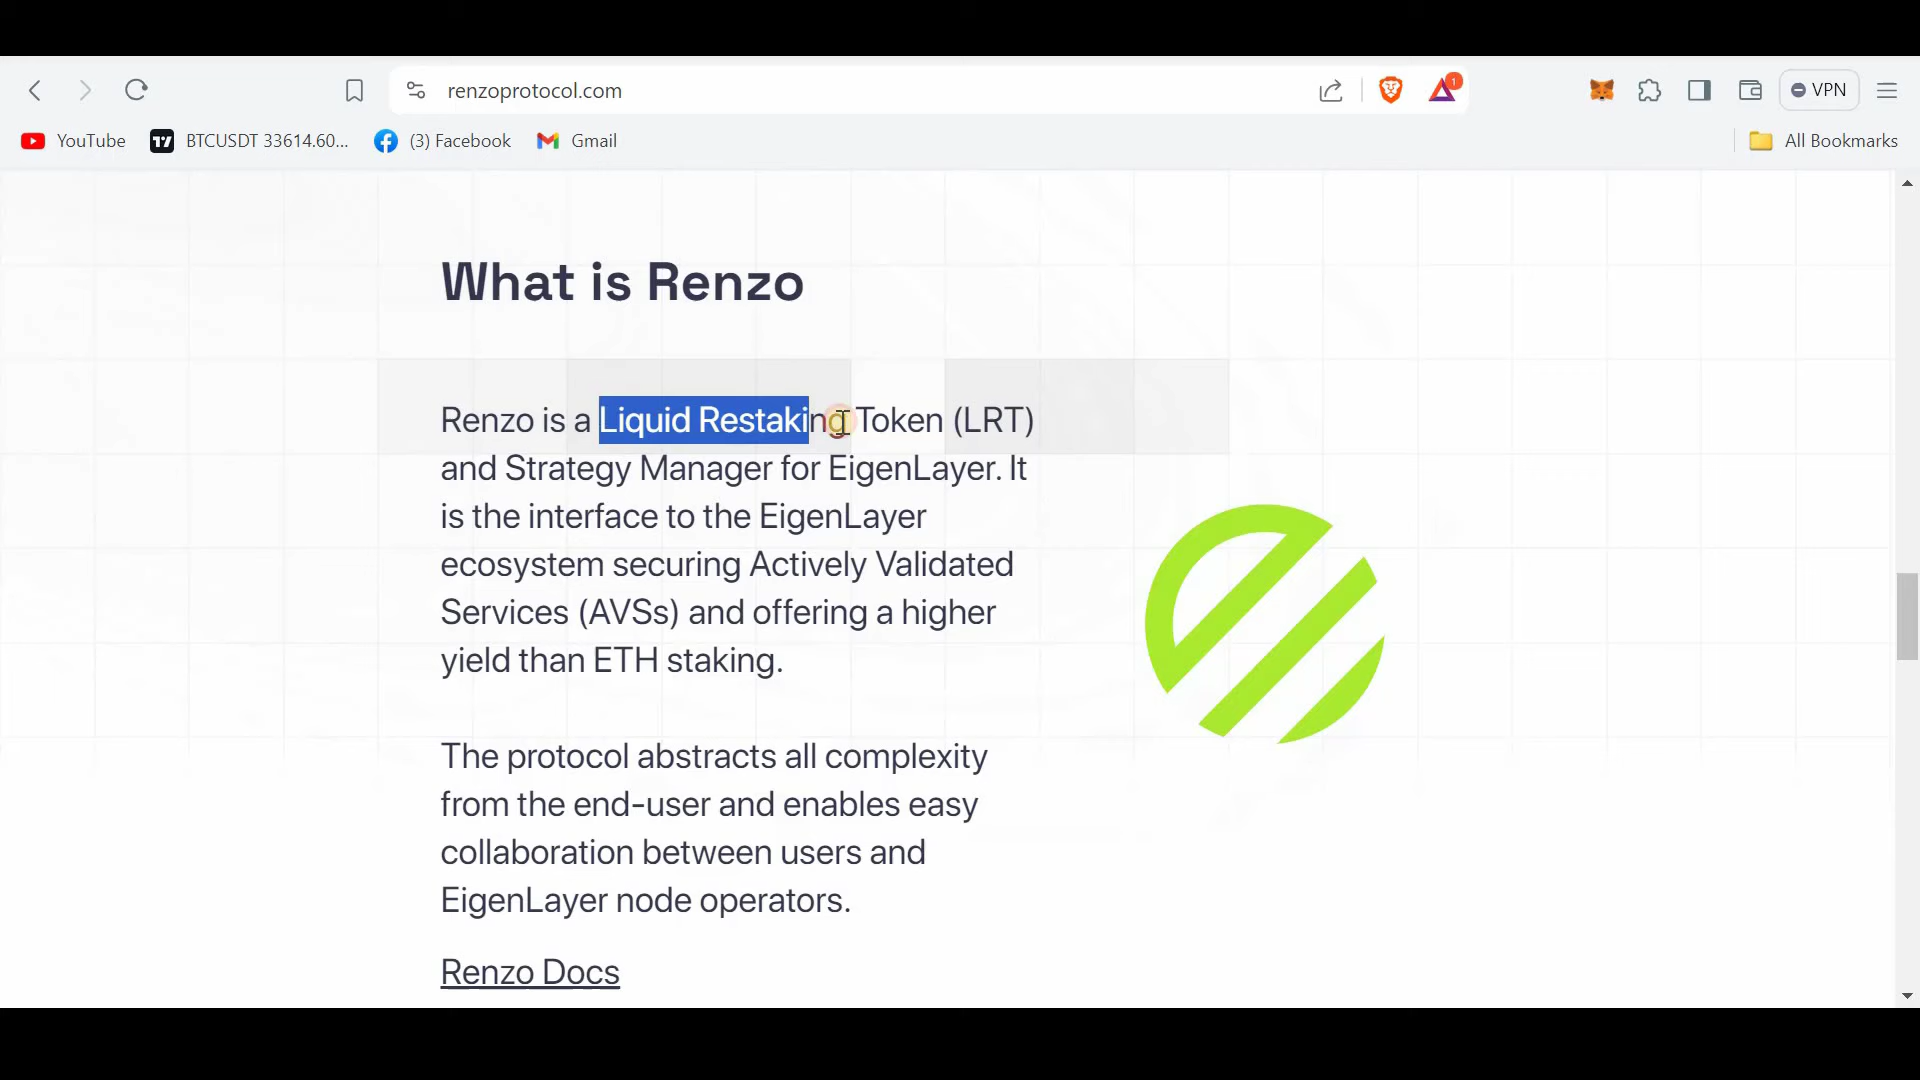 renzoprotocol.com
1
VPN
YouTube
BTCUSDT 33614.60...
(3) Facebook
Gmail
All Bookmarks
What is Renzo
Renzo is a Liquid Restaking Token (LRT)
and Strategy Manager for EigenLayer. It
is the interface to the EigenLayer
ecosystem securing Actively Validated
Services (AVSs) and offering a higher
yield than ETH staking.
The protocol abstracts all complexity
from the end-user and enables easy
collaboration between users and
EigenLayer node operators.
Renzo Docs